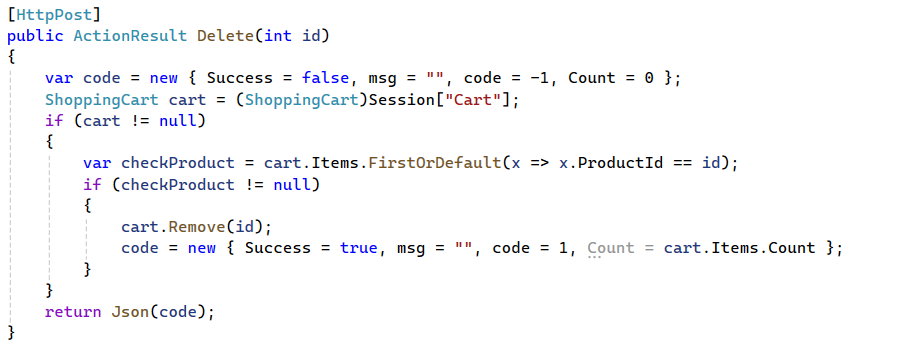 [HttpPost]
public ActionResult Delete(int id)
{
    var code = new { Success = false, msg = "", code = -1, Count = 0 };
    ShoppingCart cart = (ShoppingCart)Session["Cart"];
    if (cart != null)
    {
        var checkProduct = cart.Items.FirstOrDefault(x => x.ProductId == id);
        if (checkProduct != null)
        {
            cart.Remove(id);
            code = new { Success = true, msg = "", code = 1, Count = cart.Items.Count };
        }
    }
    return Json(code);
}